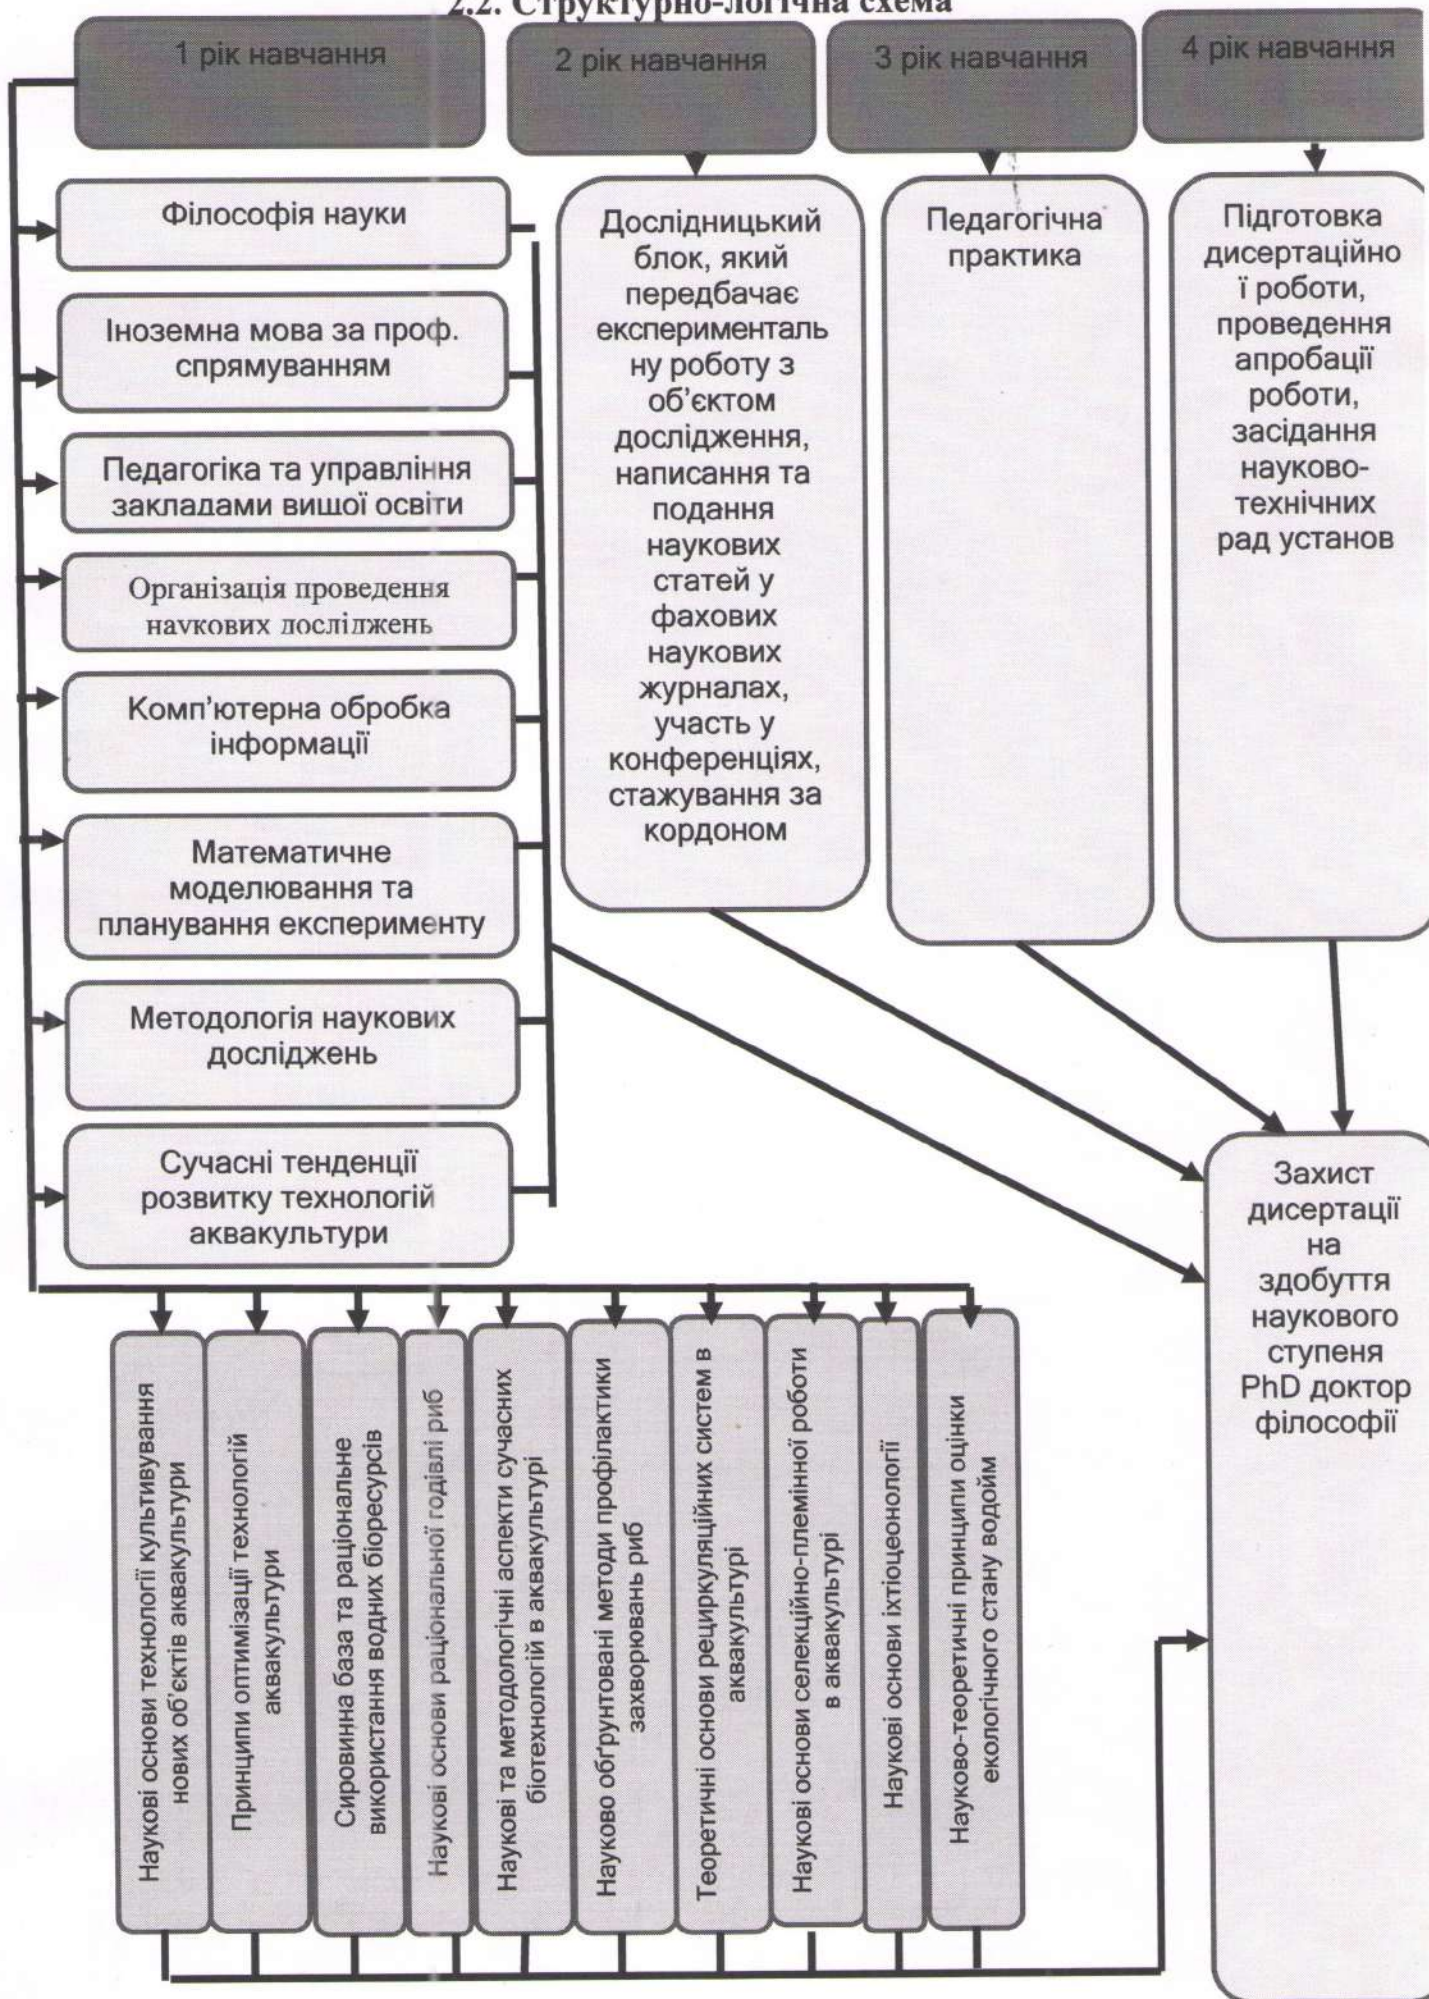 2.2. Структурно-логічна схема
1 рік навчання
2 рік навчання
3 рік навчання
4 рік навчання
Філософія науки
Іноземна мова за проф.
спрямуванням
Педагогіка та управління
закладами вищої освіти
Організація проведення
наукових досліджень
Комп’ютерна обробка
інформації
Математичне
моделювання та
планування експерименту
Методологія наукових
досліджень
Сучасні тенденції
розвитку технологій
аквакультури
Дослідницький
блок, який
передбачає
експерименталь
ну роботу з
об’єктом
дослідження,
написання та
подання
наукових
статей у
фахових
наукових
журналах,
участь у
конференціях,
стажування за
кордоном
Педагогічна
практика
Підготовка
дисертаційно
ї роботи,
проведення
апробації
роботи,
засідання
науково-
технічних
рад установ
Захист
дисертації
на
здобуття
наукового
ступеня
PhD доктор
філософії
Наукові основи технології культивування
нових об’єктів аквакультури
Принципи оптимізації технологій
аквакультури
Сировинна база та раціональне
використання водних біоресурсів
Наукові основи раціональної годівлі риб
Наукові та методологічні аспекти сучасних
біотехнологій в аквакультурі
Науково обґрунтовані методи профілактики
захворювань риб
Теоретичні основи рециркуляційних систем в
аквакультурі
Наукові основи селекційно-племінної роботи
в аквакультурі
Наукові основи іхтіоценології
Науково-теоретичні принципи оцінки
екологічного стану водойм